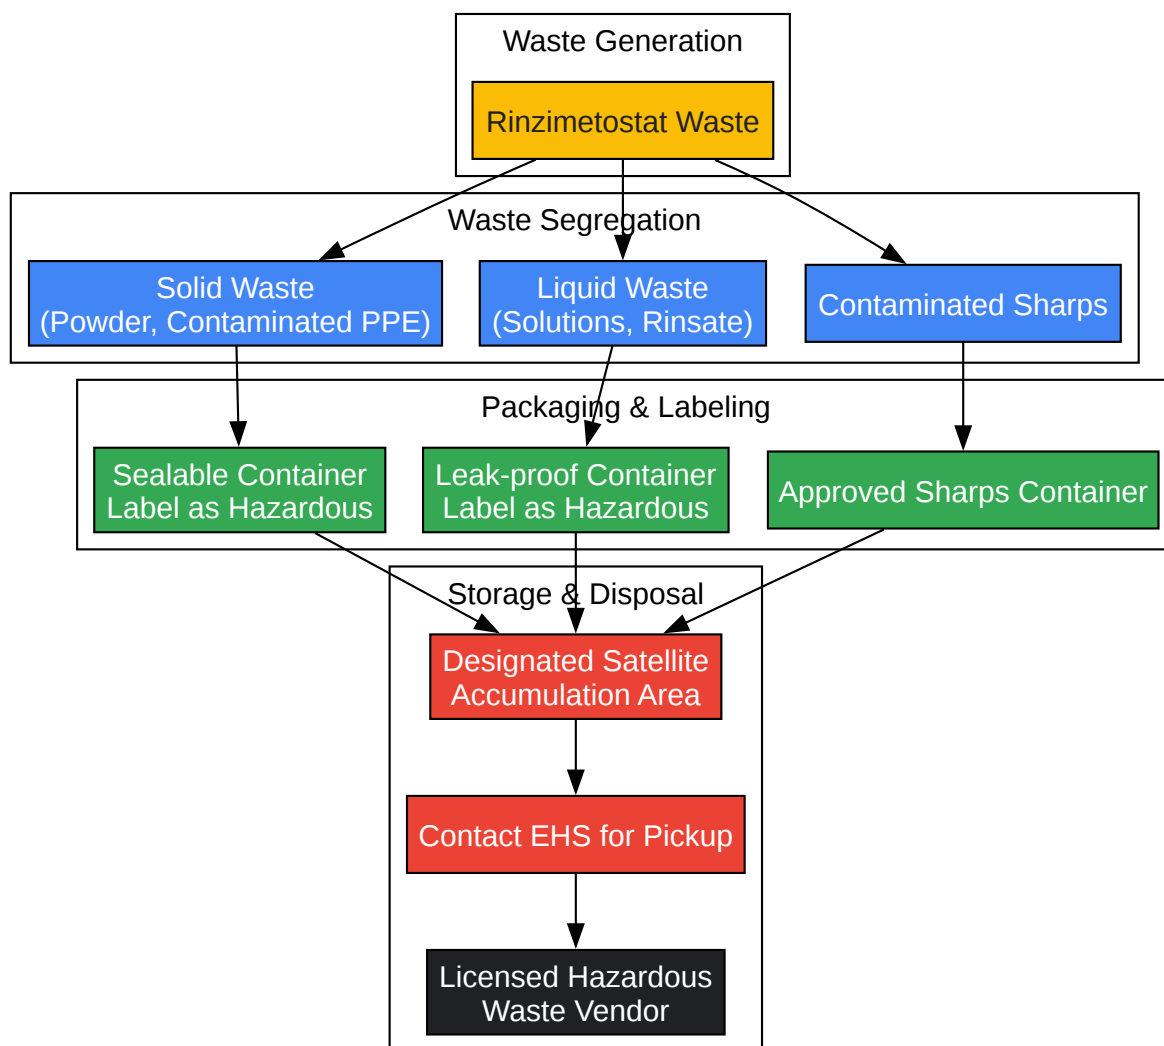 Waste Generation
Rinzimetostat Waste
Waste Segregation
Solid Waste
(Powder, Contaminated PPE)
Liquid Waste
(Solutions, Rinsate)
Contaminated Sharps
Packaging & Labeling
Sealable Container
Label as Hazardous
Leak-proof Container
Label as Hazardous
Approved Sharps Container
Storage & Disposal
Designated Satellite
Accumulation Area
Contact EHS for Pickup
Licensed Hazardous
Waste Vendor